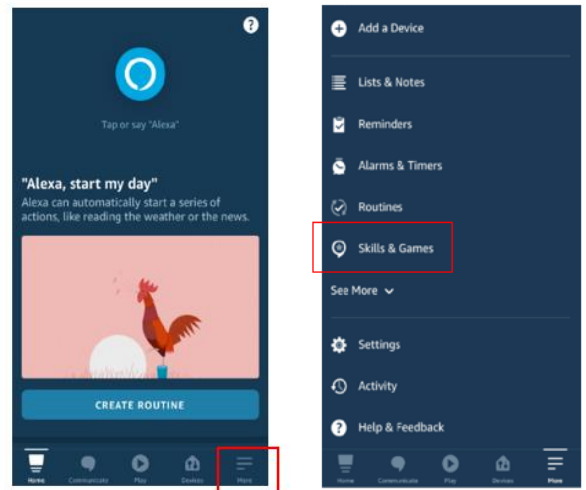 ?
Tap or say "Alexa"
"Alexa, start my day"
Alexa can automatically start a series of
actions, like reading the weather or the news.
CREATE ROUTINE
Home
Communicate
Play
Devices
More
Add a Device
Lists & Notes
Reminders
Alarms & Timers
Routines
Skills & Games
See More
Settings
Activity
? Help & Feedback
Home
Communicate
Play
Devices
More